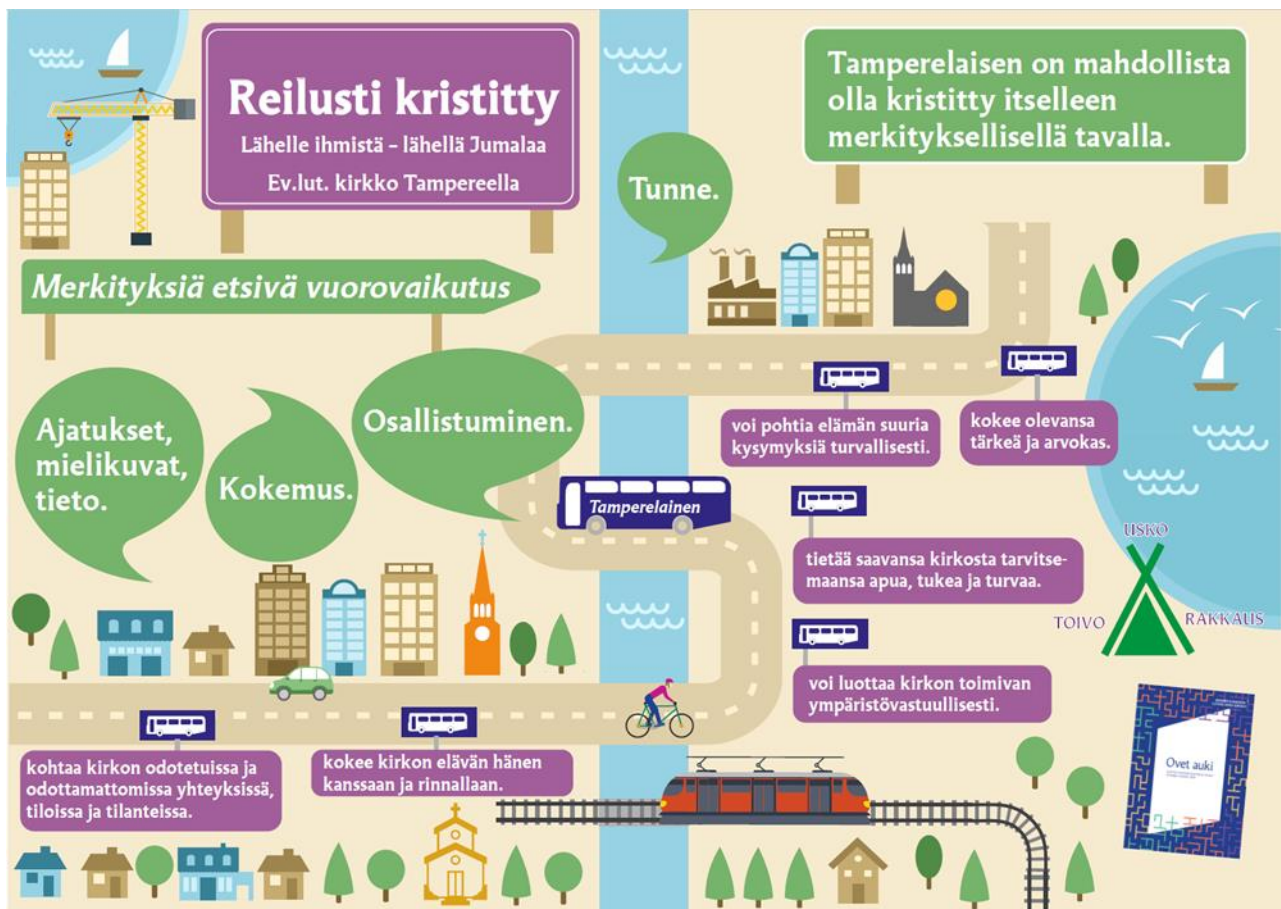 Reilusti kristitty
Lähelle ihmistä – lähellä Jumalaa
Ev.lut. kirkko Tampereella
Tamperelaisen on mahdollista
olla kristitty itselleen
merkityksellisellä tavalla.
Tunne.
Merkityksiä etsivä vuorovaikutus
Ajatukset,
mielikuvat,
tieto.
Kokemus.
Osallistuminen.
voi pohtia elämän suuria
kysymyksiä turvallisesti.
kokee olevansa
tärkeä ja arvokas.
Tamperelainen
tietää saavansa kirkosta tarvitse-
maansa apua, tukea ja turvaa.
USKO
TOIVO
RAKKAUS
voi luottaa kirkon toimivan
ympäristövastuullisesti.
kohtaa kirkon odotetuissa ja
odottamattomissa yhteyksissä,
tiloissa ja tilanteissa.
kokee kirkon elävän hänen
kanssaan ja rinnallaan.
Ovet auki